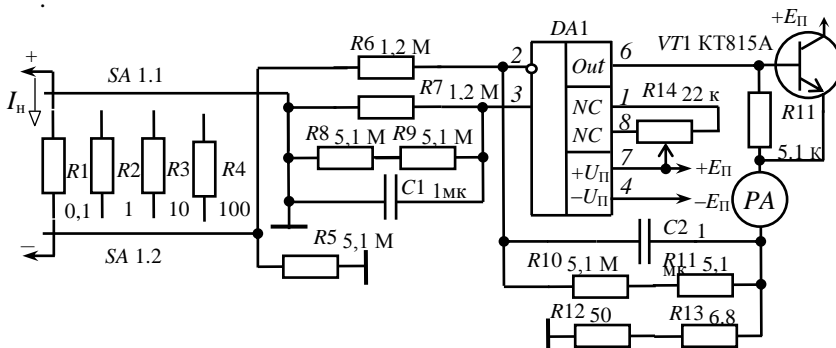 DA1
R6 1,2 М
2
6
VT1 КТ815А
+EП
+
SA 1.1
Out
R7 1,2 М
3
Iн
NC
1
R14 22 к
R11
NC
8
R8 5,1 М
R9 5,1 М
5.1 к
R1
R2
R3
R4
+UП
7
+EП
C1 1мк
−UП
4
−EП
PA
0,1
1
10
100
−
SA 1.2
R5 5,1 М
C2 1
мк
R10 5,1 М
R11 5,1
R12 50
R13 6.8